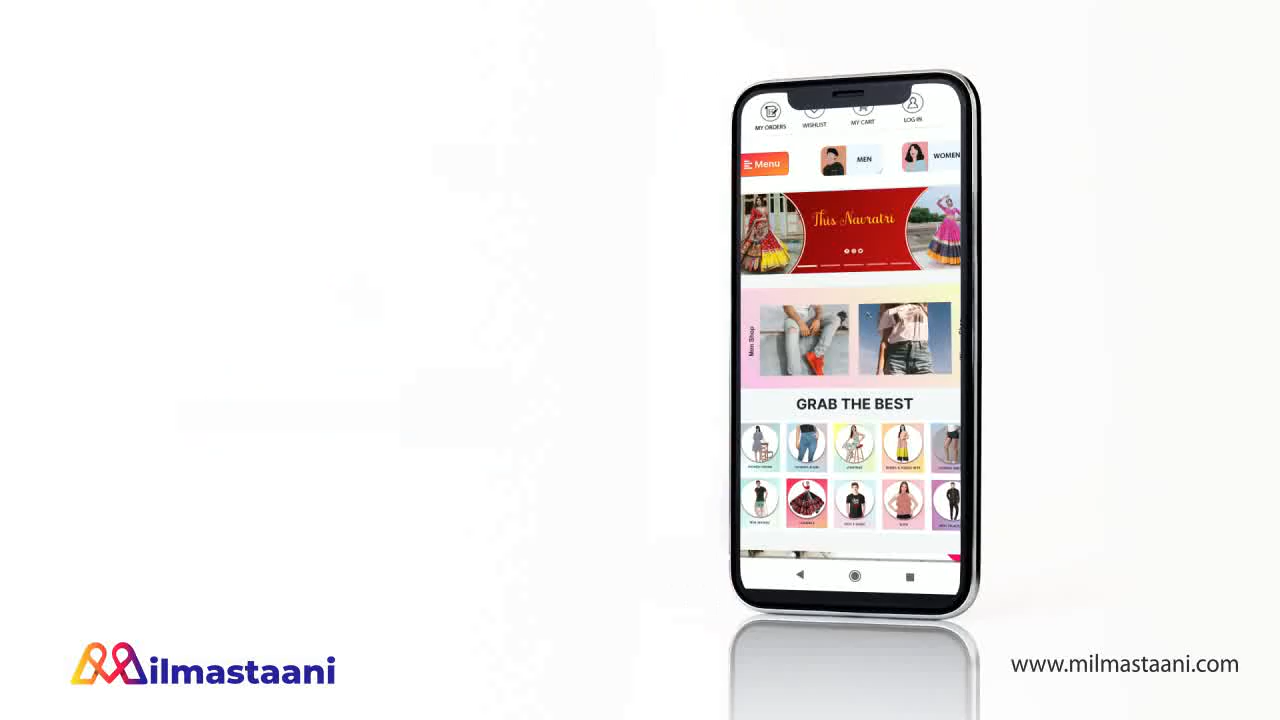 MY ORDERS
WISHLIST
MY CART
LOG IN
Menu
MEN
WOMEN
This Navratri
Men Shop
GRAB THE BEST
Milmastaani
www.milmastaani.com